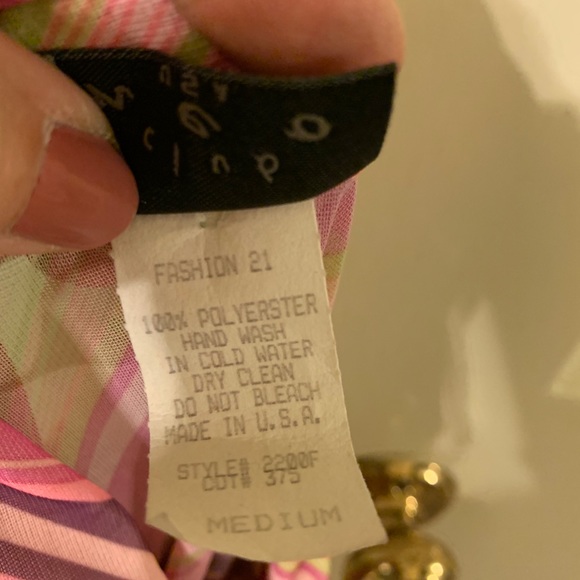 FASHION 21
100% POLYERSTER
HAND WASH
IN COLD WATER
DRY CLEAN
DO NOT BLEACH
MADE IN U.S.A.
STYLE# 2200F
CUT# 375
MEDIUM